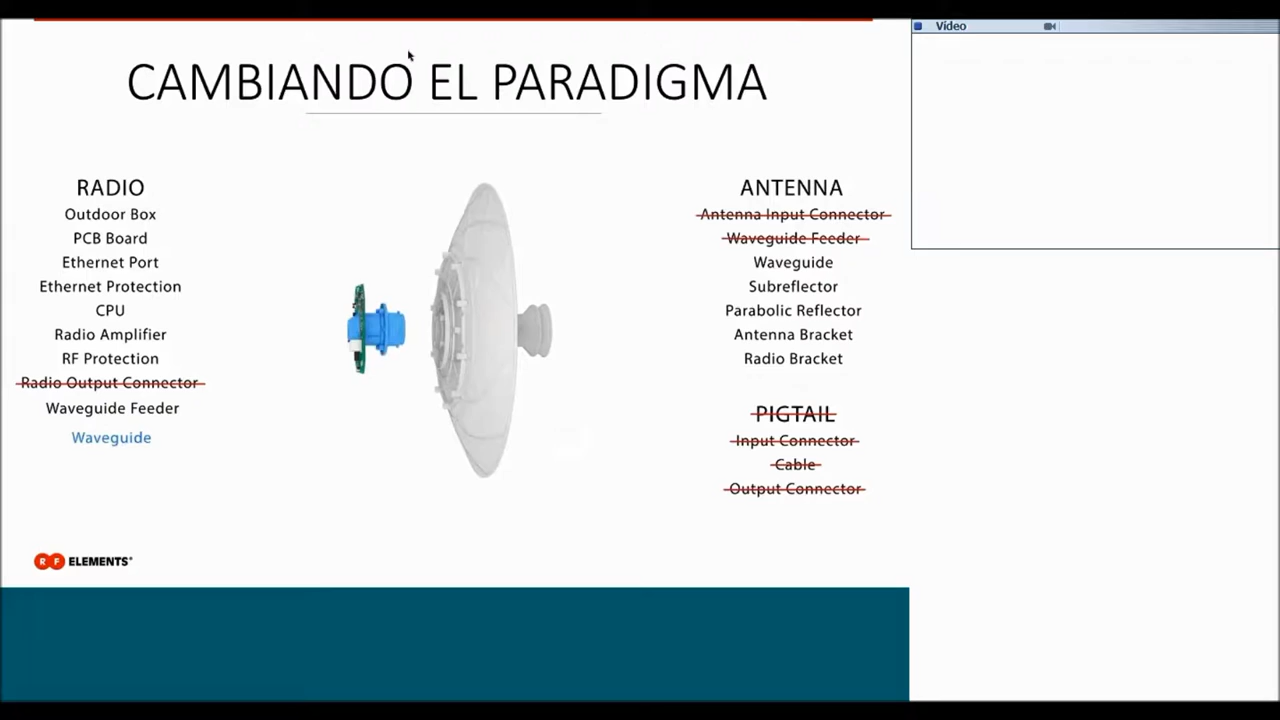 CAMBIANDO EL PARADIGMA
RADIO
Outdoor Box
PCB Board
Ethernet Port
Ethernet Protection
CPU
Radio Amplifier
RF Protection
Radio Output Connector
Waveguide Feeder
Waveguide
ANTENNA
Antenna Input Connector
Waveguide Feeder
Waveguide
Subreflector
Parabolic Reflector
Antenna Bracket
Radio Bracket
PIGTAIL
Input Connector
Cable
Output Connector
RF ELEMENTS®
Vídeo